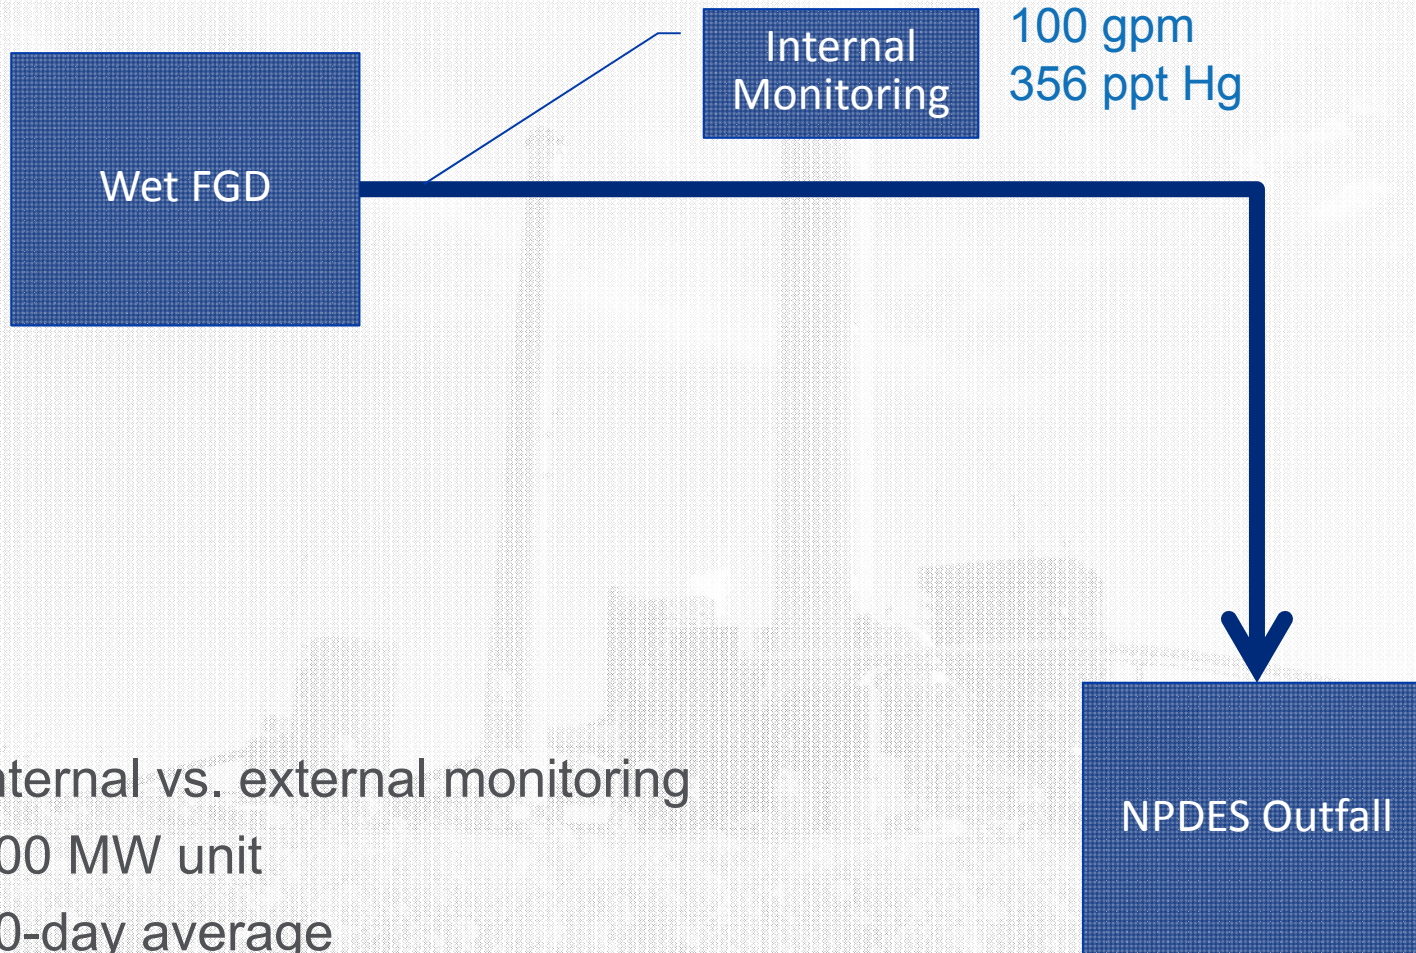 Internal
Monitoring
100 gpm
356 ppt Hg
Wet FGD
nternal vs. external monitoring
00 MW unit
0-day average
NPDES Outfall